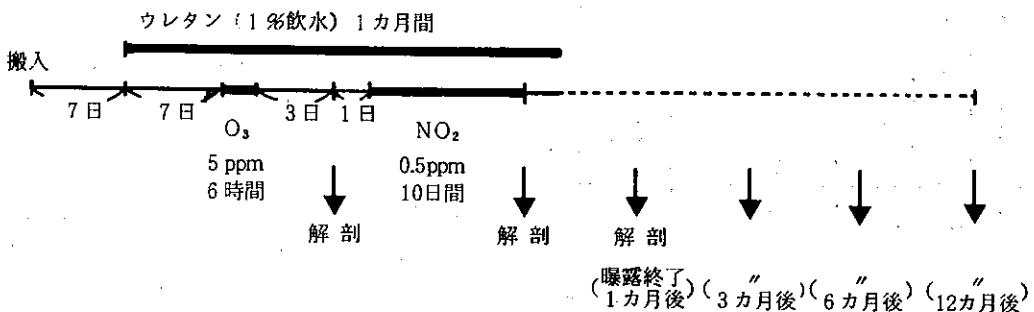 ウレタン（1％飲水）1カ月間
搬入
7日 7日 3日 1日
O₃ NO₂
5 ppm 0.5ppm
6時間 10日間
解剖 解剖 解剖
（曝露終了1カ月後）（〃3カ月後）（〃6カ月後）（〃12カ月後）